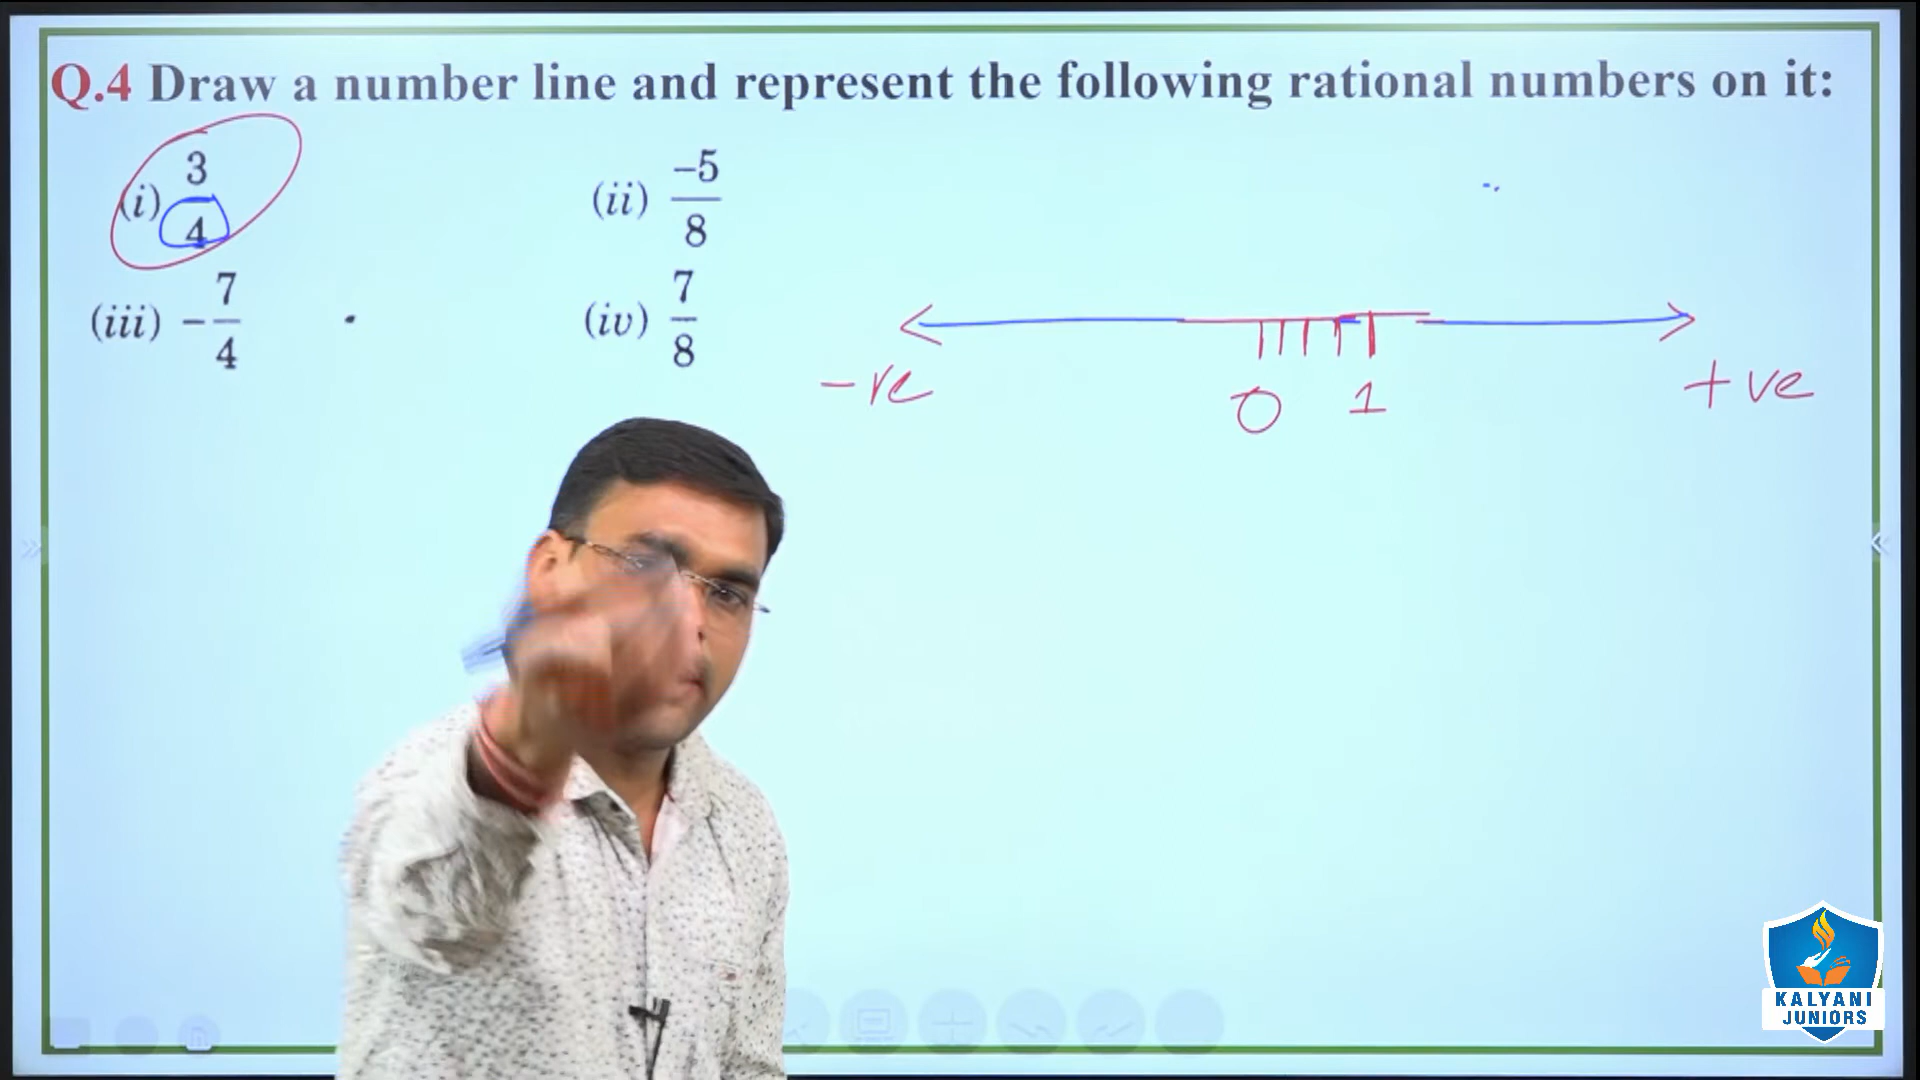 Q.4 Draw a number line and represent the following rational numbers on it:
(i) 3/4
(ii) -5/8
(iii) -7/4
(iv) 7/8
-ve 0 1 +ve
KALYANI
JUNIORS